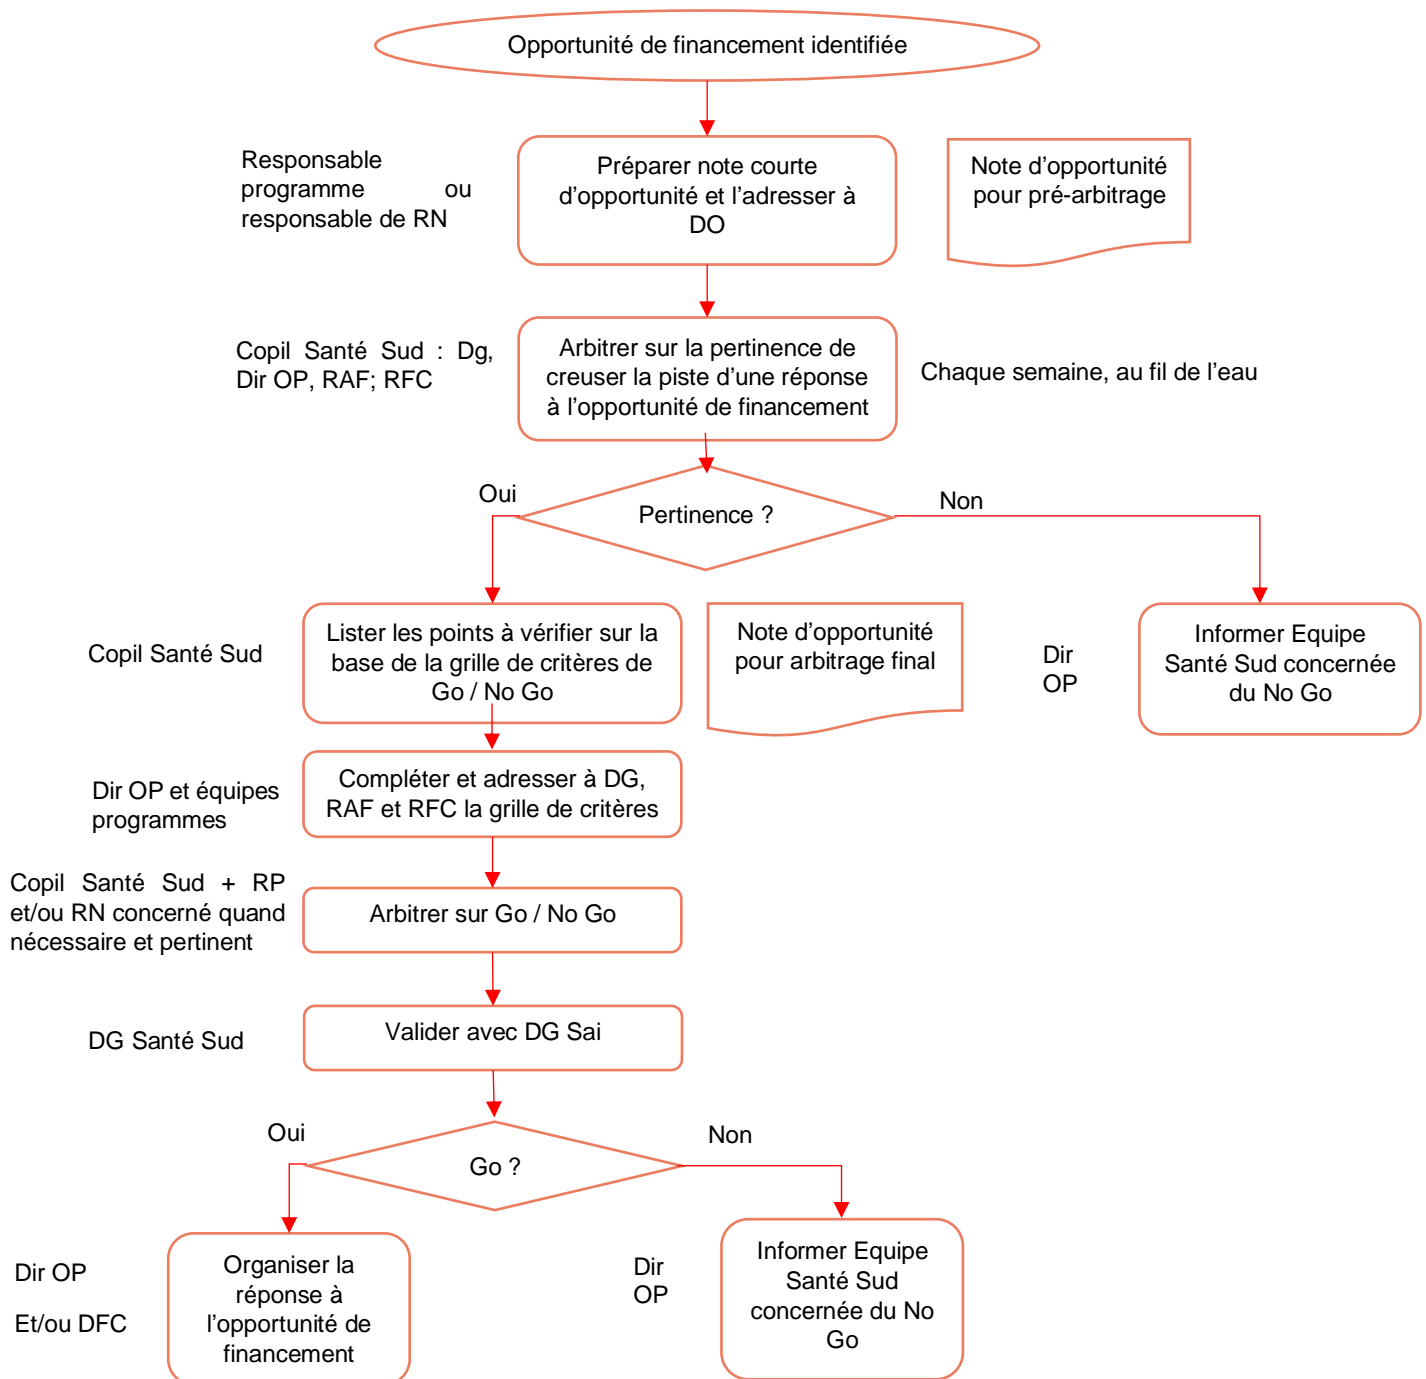 Opportunité de financement identifiée
Responsable
programme ou
responsable de RN
Préparer note courte
d’opportunité et l’adresser à
DO
Note d’opportunité
pour pré-arbitrage
Copil Santé Sud : Dg,
Dir OP, RAF; RFC
Arbitrer sur la pertinence de
creuser la piste d’une réponse
à l’opportunité de financement
Chaque semaine, au fil de l’eau
Oui
Pertinence ?
Non
Copil Santé Sud
Lister les points à vérifier sur la
base de la grille de critères de
Go / No Go
Note d’opportunité
pour arbitrage final
Dir
OP
Informer Equipe
Santé Sud concernée
du No Go
Dir OP et équipes
programmes
Compléter et adresser à DG,
RAF et RFC la grille de critères
Copil Santé Sud + RP
et/ou RN concerné quand
nécessaire et pertinent
Arbitrer sur Go / No Go
DG Santé Sud
Valider avec DG Sai
Oui
Go ?
Non
Dir OP
Et/ou DFC
Organiser la
réponse à
l’opportunité de
financement
Dir
OP
Informer Equipe
Santé Sud
concernée du No
Go